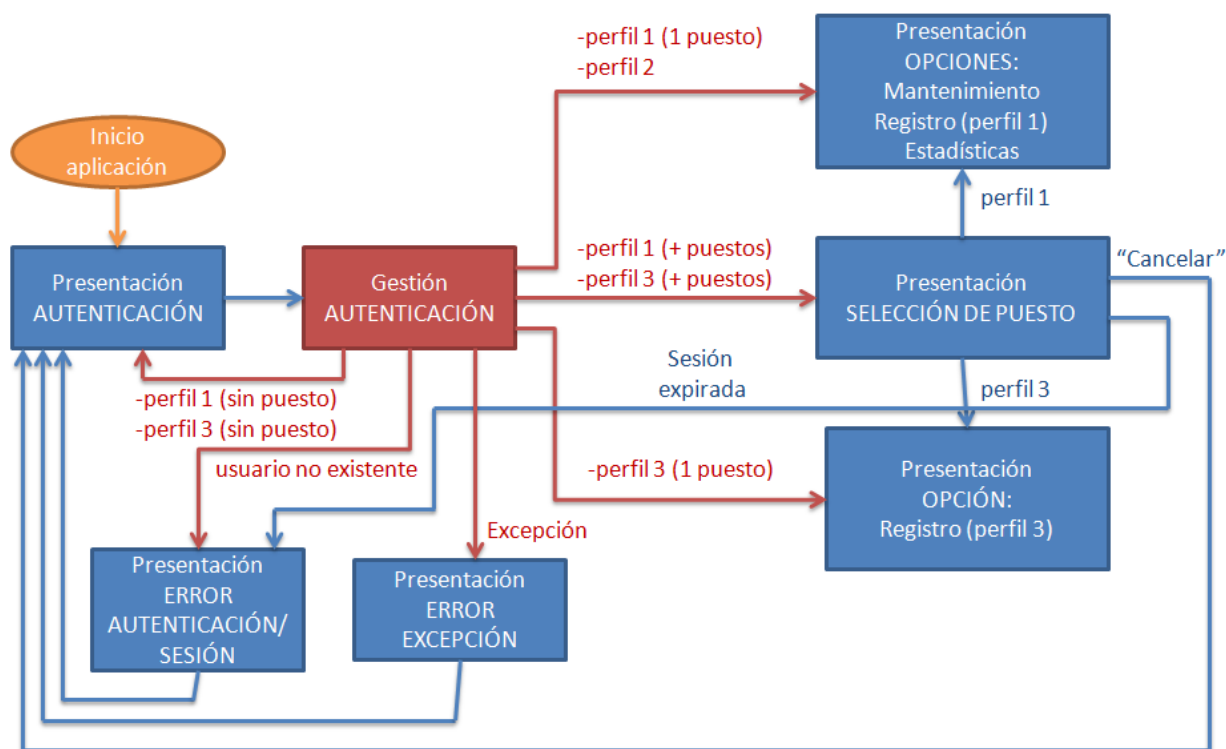 -perfil 1 (1 puesto)
-perfil 2
Presentación
OPCIONES:
Mantenimiento
Registro (perfil 1)
Estadísticas
Inicio
aplicación
perfil 1
Presentación
AUTENTICACIÓN
Gestión
AUTENTICACIÓN
-perfil 1 (+ puestos)
-perfil 3 (+ puestos)
Presentación
SELECCIÓN DE PUESTO
“Cancelar”
-perfil 1 (sin puesto)
-perfil 3 (sin puesto)
Sesión
expirada
perfil 3
usuario no existente
-perfil 3 (1 puesto)
Presentación
OPCIÓN:
Registro (perfil 3)
Excepción
Presentación
ERROR
AUTENTICACIÓN/
SESIÓN
Presentación
ERROR
EXCEPCIÓN